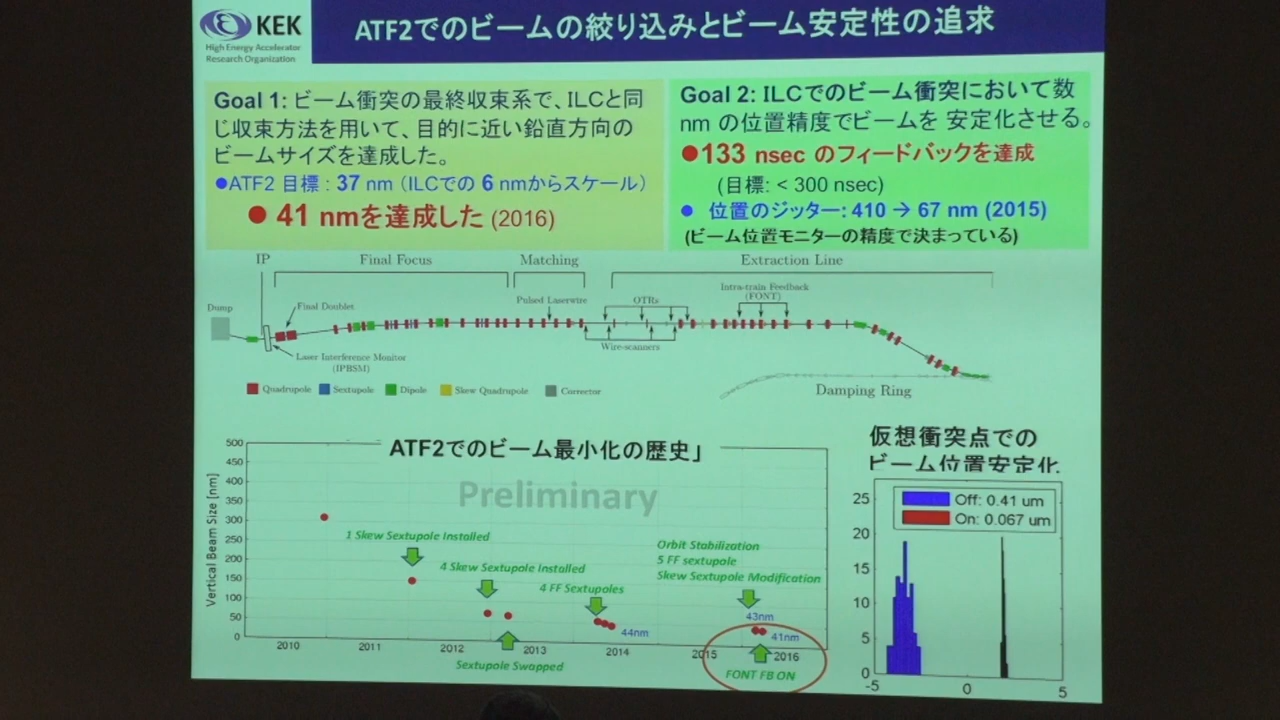 KEK
High Energy Accelerator
Research Organization
ATF2でのビームの絞り込みとビーム安定性の追求
Goal 1: ビーム衝突の最終収束系で、ILCと同
じ収束方法を用いて、目的に近い鉛直方向の
ビームサイズを達成した。
●ATF2 目標 : 37 nm (ILCでの 6 nmからスケール)
● 41 nmを達成した (2016)
Goal 2: ILCでのビーム衝突において数
nm の位置精度でビームを 安定化させる。
●133 nsec のフィードバックを達成
(目標: < 300 nsec)
● 位置のジッター: 410 → 67 nm (2015)
(ビーム位置モニターの精度で決まっている)
IP
Final Focus
Matching
Extraction Line
Dump
Final Doublet
Pulsed Laserwire
OTRs
Intra-train Feedback
(FONT)
Laser Interference Monitor
(IPBSM)
Wire-scanners
Quadrupole
Sextupole
Dipole
Skew Quadrupole
Corrector
Damping Ring
ATF2でのビーム最小化の歴史」
Preliminary
Vertical Beam Size [nm]
500
450
400
350
300
250
200
150
100
50
0
2010
2011
2012
2013
2014
2015
2016
1 Skew Sextupole Installed
4 Skew Sextupole Installed
Sextupole Swapped
4 FF Sextupoles
44nm
Orbit Stabilization
5 FF sextupole
Skew Sextupole Modification
43nm
41nm
FONT FB ON
仮想衝突点での
ビーム位置安定化
Off: 0.41 um
On: 0.067 um
25
20
15
10
5
0
-5
0
5